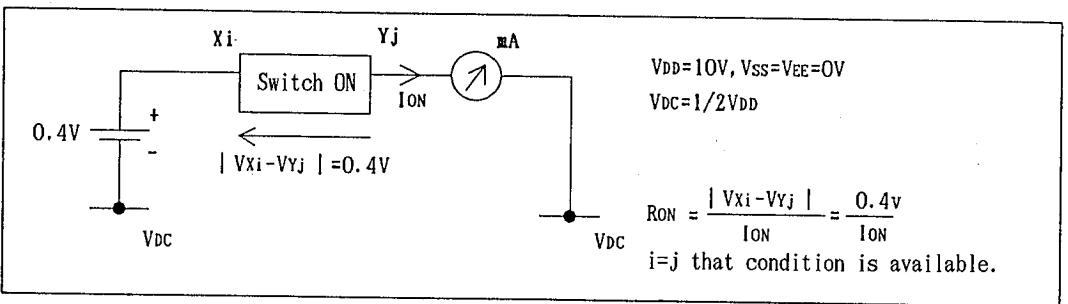 Xi Yj mA
Switch ON
ION
0.4V
+
-
| VXi-VYj | =0.4V
VDC
VDC
VDD=10V, VSS=VEE=0V
VDC=1/2VDD
RON = | VXi-VYj | / ION = 0.4v / ION
i=j that condition is available.